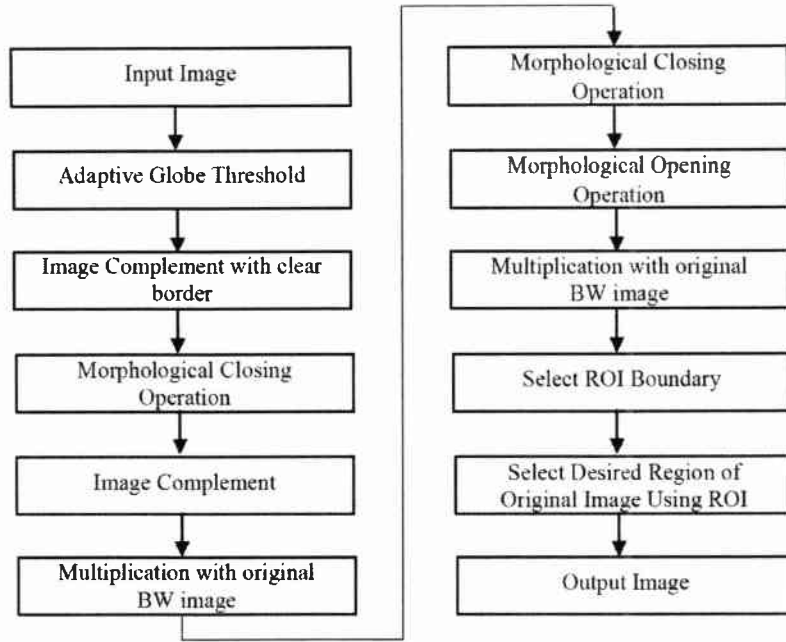 Input Image
Adaptive Globe Threshold
Image Complement with clear
border
Morphological Closing
Operation
Image Complement
Multiplication with original
BW image
Morphological Closing
Operation
Morphological Opening
Operation
Multiplication with original
BW image
Select ROI Boundary
Select Desired Region of
Original Image Using ROI
Output Image